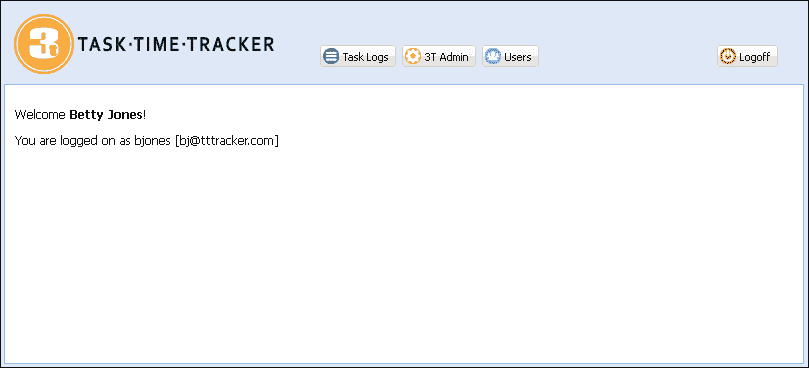 3T TASK·TIME·TRACKER
Task Logs 3T Admin Users Logoff
Welcome Betty Jones!
You are logged on as bjones [bj@tttracker.com]